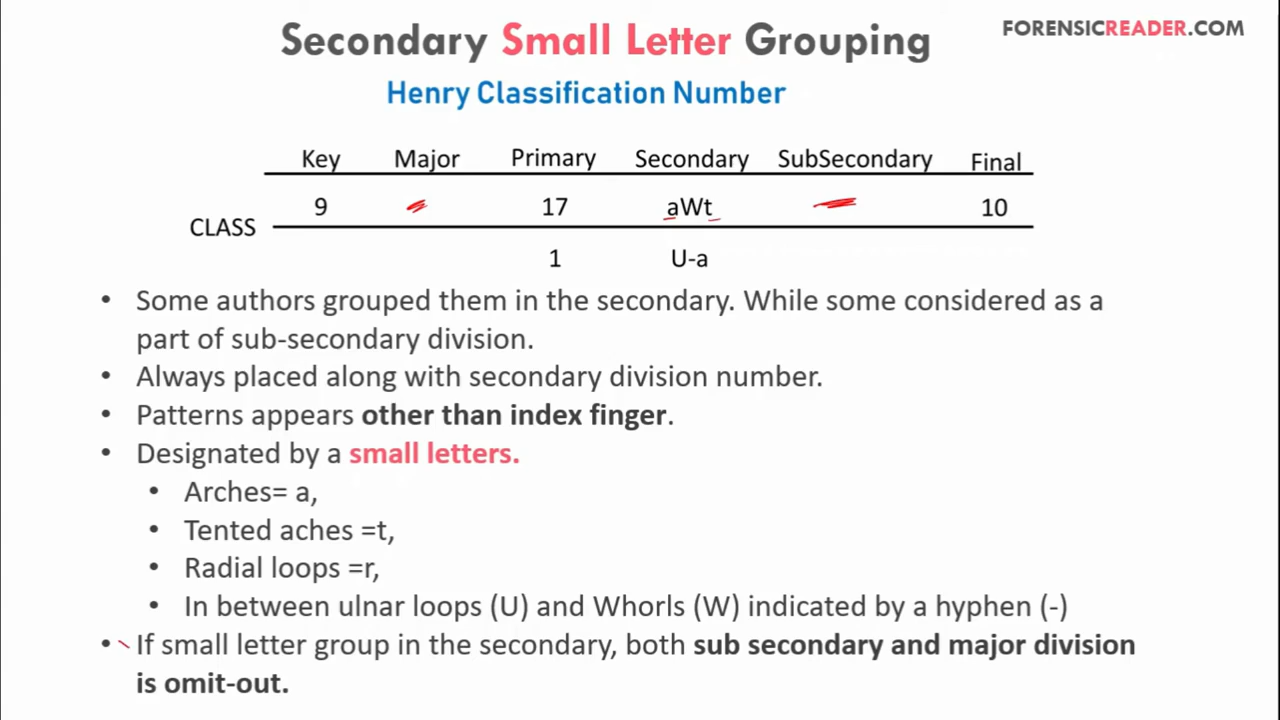 Secondary Small Letter Grouping
FORENSICREADER.COM
Henry Classification Number
Key Major Primary Secondary SubSecondary Final
9 17 aWt 10
CLASS
1 U-a
• Some authors grouped them in the secondary. While some considered as a
part of sub-secondary division.
• Always placed along with secondary division number.
• Patterns appears other than index finger.
• Designated by a small letters.
• Arches= a,
• Tented aches =t,
• Radial loops =r,
• In between ulnar loops (U) and Whorls (W) indicated by a hyphen (-)
• If small letter group in the secondary, both sub secondary and major division
is omit-out.